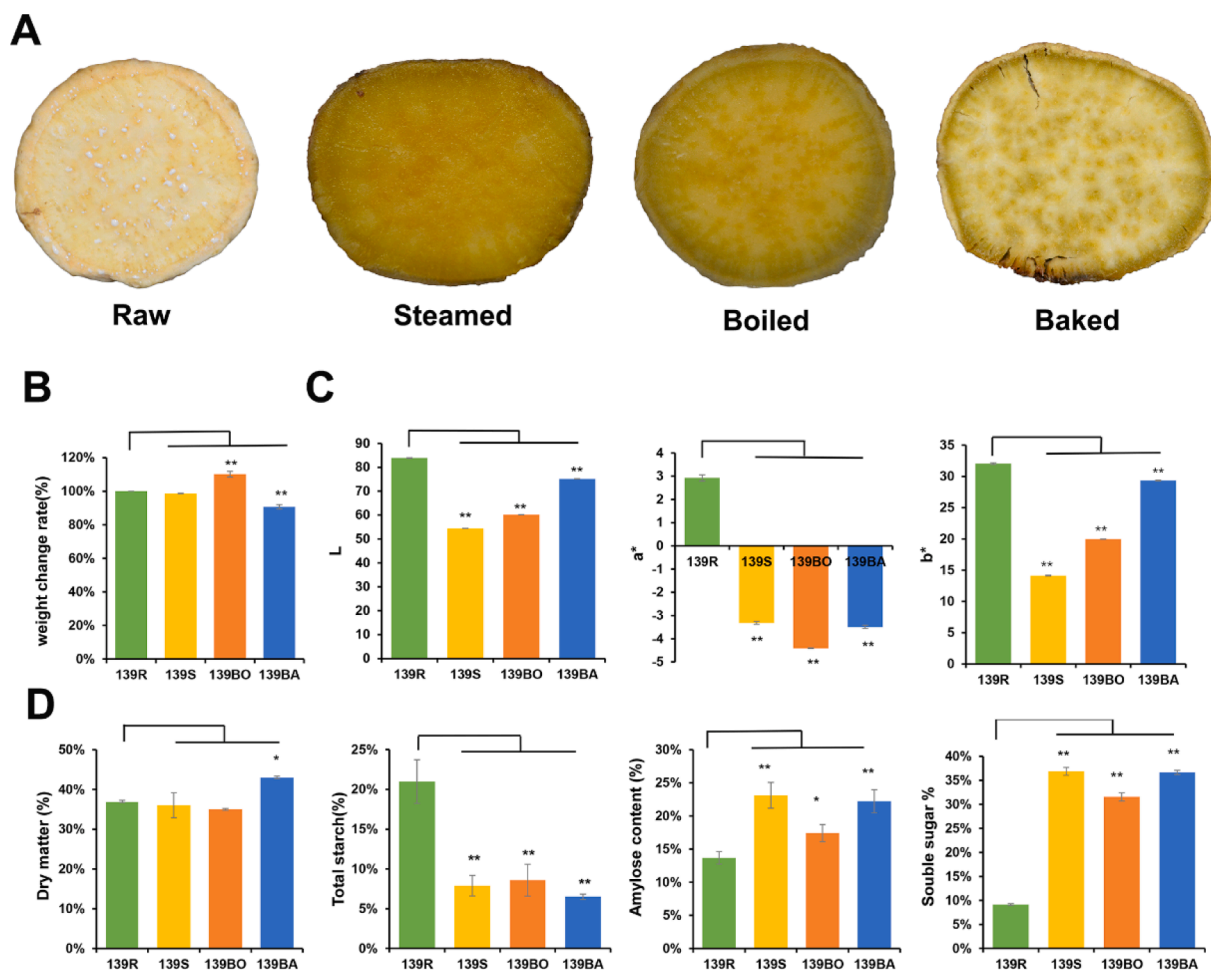 A
Raw
Steamed
Boiled
Baked
B
C
weight change rate(%)
120%
100%
80%
60%
40%
20%
0%
**
**
139R
139S
139BO
139BA
L
90
80
70
60
50
40
30
20
10
0
**
**
**
139R
139S
139BO
139BA
a*
4
3
2
1
0
-1
-2
-3
-4
-5
139R
139S
139BO
139BA
**
**
**
b*
35
30
25
20
15
10
5
0
**
**
**
139R
139S
139BO
139BA
D
Dry matter (%)
50%
40%
30%
20%
10%
0%
*
139R
139S
139BO
139BA
Total starch(%)
25%
20%
15%
10%
5%
0%
**
**
**
139R
139S
139BO
139BA
Amylose content (%)
30%
25%
20%
15%
10%
5%
0%
**
*
**
139R
139S
139BO
139BA
Souble sugar %
40%
35%
30%
25%
20%
15%
10%
5%
0%
**
**
**
139R
139S
139BO
139BA